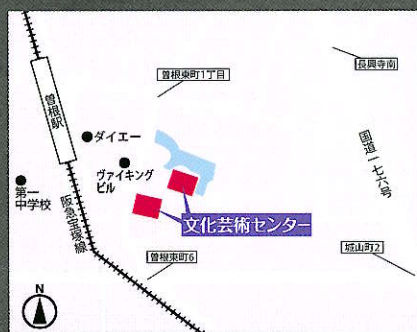 曽根東町1丁目
長興寺南
曽根駅
ダイエー
国道一七六号
ヴァイキング
ビル
第一
中学校
阪急宝塚線
文化芸術センター
曽根東町6
城山町2
N